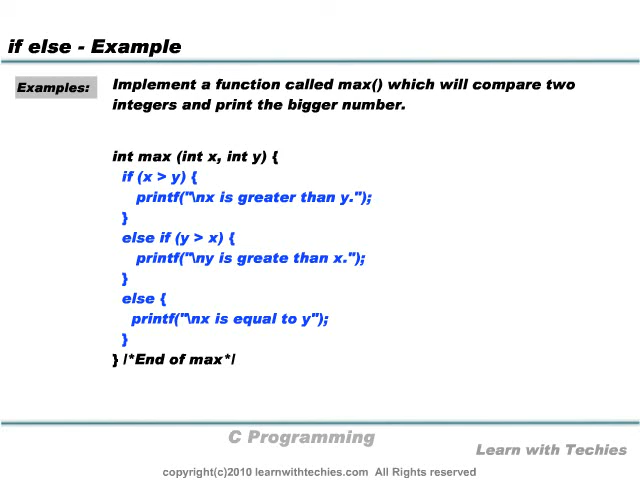 if else - Example
Examples:
Implement a function called max() which will compare two
integers and print the bigger number.
int max (int x, int y) {
if (x > y) {
printf("\nx is greater than y.");
}
else if (y > x) {
printf("\ny is greate than x.");
}
else {
printf("\nx is equal to y");
}
} /*End of max*/
C Programming
Learn with Techies
copyright(c)2010 learnwithtechies.com All Rights reserved